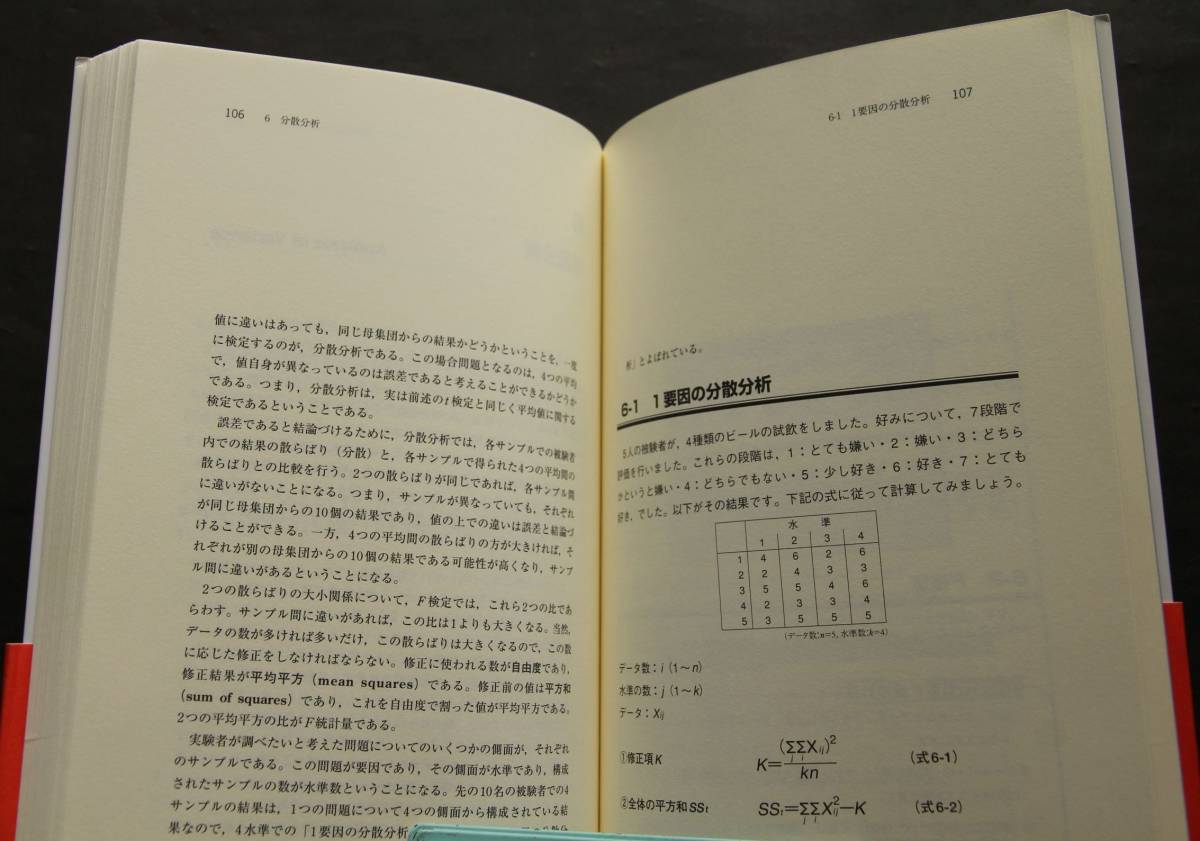 106 6 分散分析
値に違いはあっても，同じ母集団からの結果かどうかということを，一度
に検定するのが，分散分析である。この場合問題となるのは，4つの平均
で，値自身が異なっているのは誤差であると考えることができるかどうか
である。つまり，分散分析は，実は前述のt検定と同じく平均値に関する
検定であるということである。
誤差であると結論づけるために，分散分析では，各サンプルでの被験者
内での結果の散らばり（分散）と，各サンプルで得られた4つの平均間の
散らばりとの比較を行う。2つの散らばりが同じであれば，各サンプル間
に違いがないことになる。つまり，サンプルが異なっていても，それぞれ
が同じ母集団からの10個の結果であり，値の上での違いは誤差と結論づ
けることができる。一方，4つの平均間の散らばりの方が大きければ，そ
れぞれが別の母集団からの10個の結果である可能性が高くなり，サンプ
ル間に違いがあるということになる。
2つの散らばりの大小関係について，F検定では，これら2つの比であ
らわす。サンプル間に違いがあれば，この比は1よりも大きくなる。当然，
データの数が多ければ多いだけ，この散らばりは大きくなるので，この数
に応じた修正をしなければならない。修正に使われる数が自由度であり，
修正結果が平均平方（mean squares）である。修正前の値は平方和
（sum of squares）であり，これを自由度で割った値が平均平方である。
2つの平均平方の比がF統計量である。
実験者が調べたいと考えた問題についてのいくつかの側面が，それぞれ
のサンプルである。この問題が要因であり，その側面が水準であり，構成
されたサンプルの数が水準数ということになる。先の10名の被験者での4
サンプルの結果は，1つの問題について4つの側面から構成されている結
果なので，4水準での「1要因の分散分析
6-1 1要因の分散分析 107
析」とよばれている。
6-1 1要因の分散分析
5人の被験者が，4種類のビールの試飲をしました。好みについて，7段階で
評価を行いました。これらの段階は，1：とても嫌い・2：嫌い・3：どちら
かというと嫌い・4：どちらでもない・5：少し好き・6：好き・7：とても
好き，でした。以下がその結果です。下記の式に従って計算してみましょう。
水 準
1 2 3 4
1 4 6 2 6
2 2 4 3 3
3 5 5 4 6
4 2 3 3 4
5 3 5 5 5
（データ数：n=5，水準数：k=4）
データ数：i（1〜n）
水準の数：j（1〜k）
データ：Xij
①修正項K K=(ΣΣXij)²/kn （式6-1）
②全体の平方和SSt SSt=ΣΣX²ij−K （式6-2）